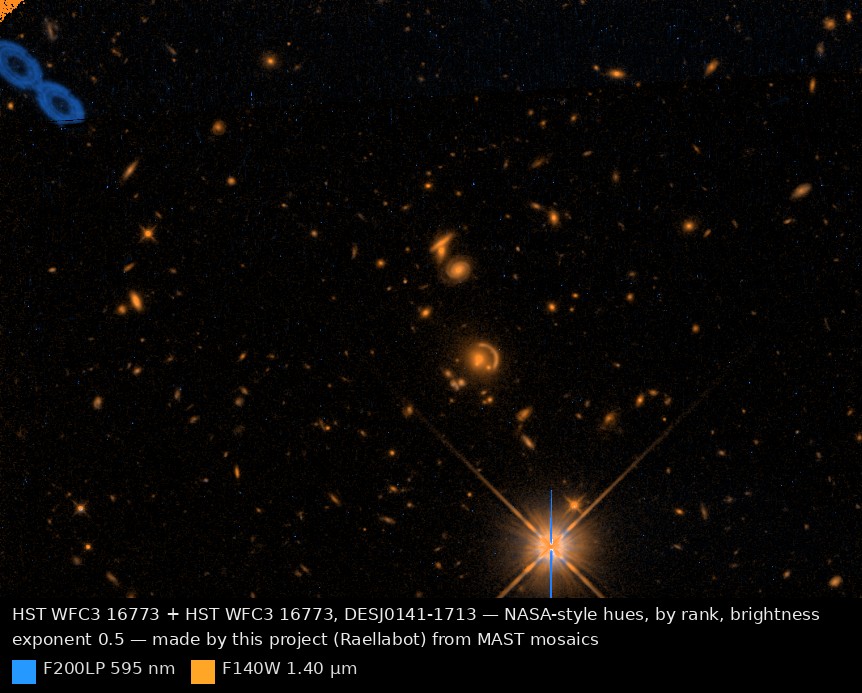 HST WFC3 16773 + HST WFC3 16773, DESJ0141-1713 — NASA-style hues, by rank, brightness
exponent 0.5 — made by this project (Raellabot) from MAST mosaics
F200LP 595 nm F140W 1.40 µm